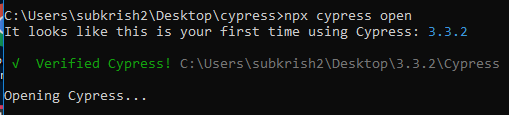 C:\Users\subkrish2\Desktop\cypress>npx cypress open
It looks like this is your first time using Cypress: 3.3.2
√ Verified Cypress! C:\Users\subkrish2\Desktop\3.3.2\Cypress
Opening Cypress...